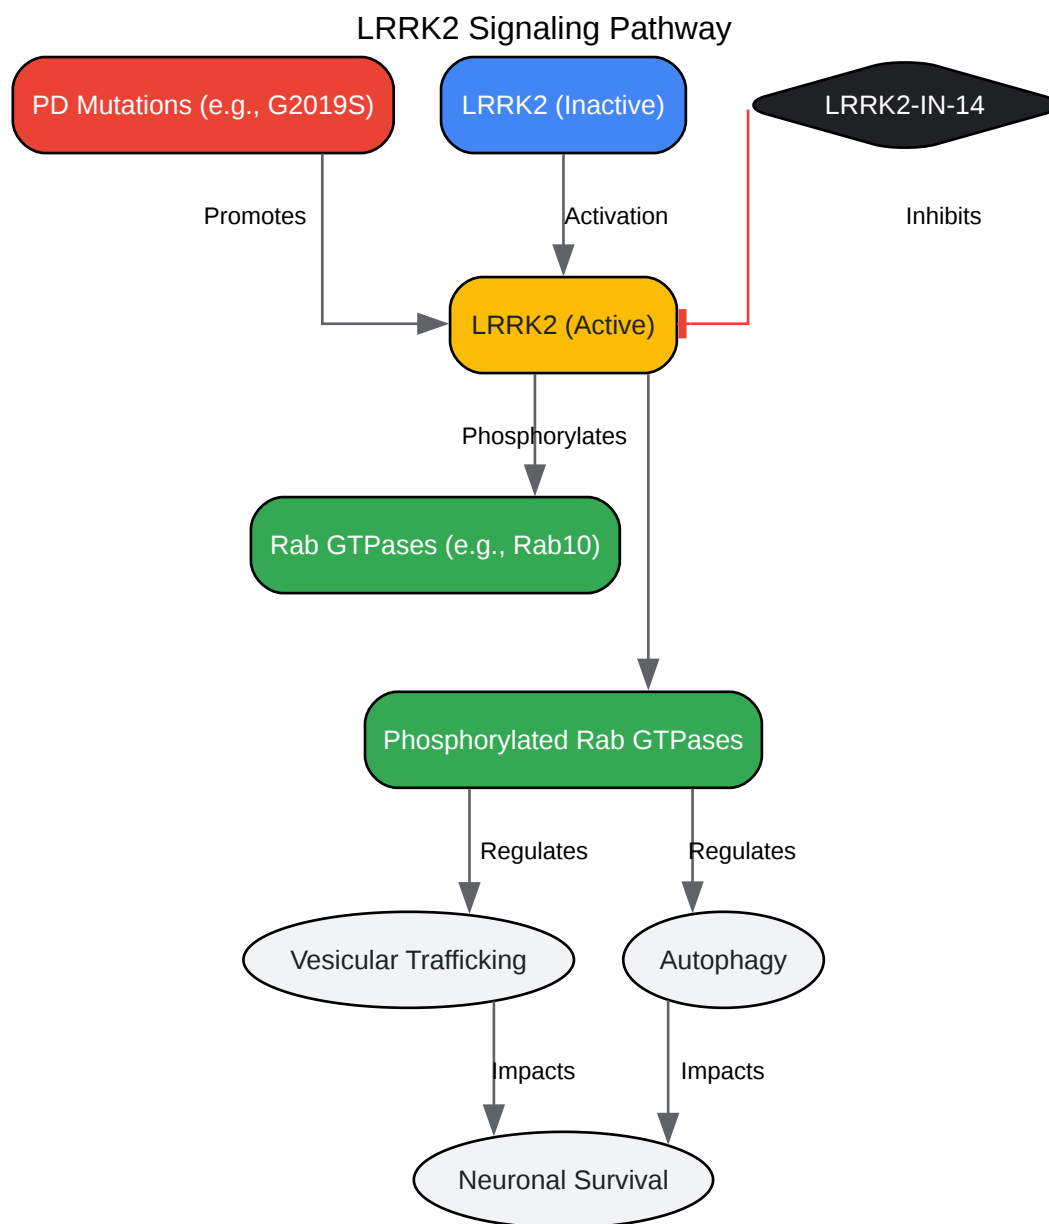 LRRK2 Signaling Pathway
PD Mutations (e.g., G2019S)
LRRK2 (Inactive)
LRRK2-IN-14
Promotes
Activation
Inhibits
LRRK2 (Active)
Phosphorylates
Rab GTPases (e.g., Rab10)
Phosphorylated Rab GTPases
Regulates
Regulates
Vesicular Trafficking
Autophagy
Impacts
Impacts
Neuronal Survival